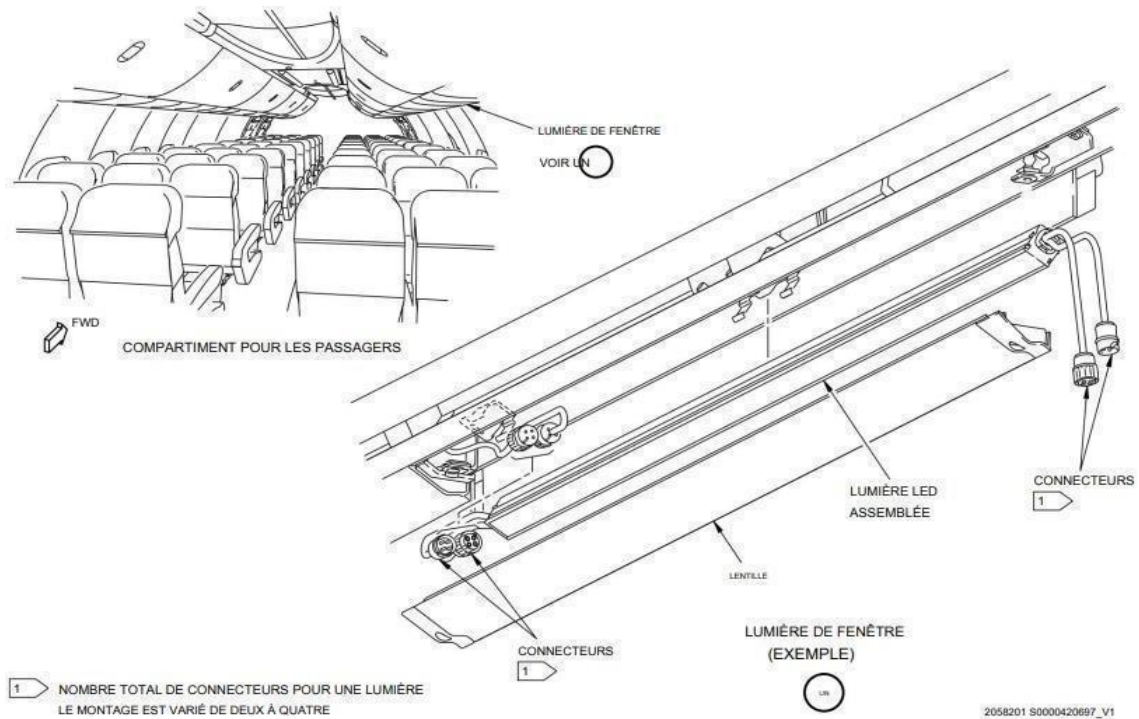 LUMIÈRE DE FENÊTRE
VOIR UN
FWD
COMPARTIMENT POUR LES PASSAGERS
CONNECTEURS
1
LUMIÈRE LED
ASSEMBLÉE
LENTILLE
CONNECTEURS
1
LUMIÈRE DE FENÊTRE
(EXEMPLE)
UN
1 NOMBRE TOTAL DE CONNECTEURS POUR UNE LUMIÈRE
LE MONTAGE EST VARIÉ DE DEUX À QUATRE
2058201 S0000420697_V1